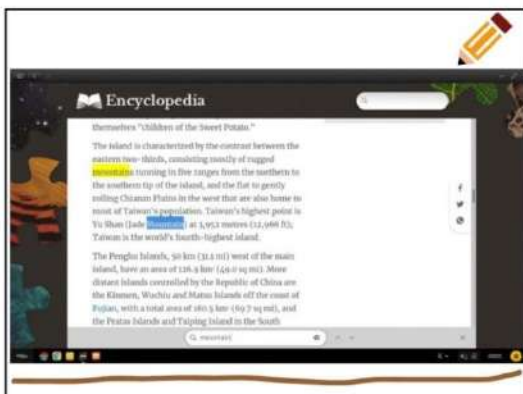 Encyclopedia
themselves "children of the Sweet Potato."
The island is characterized by the contrast between the
eastern two-thirds, consisting mostly of rugged
mountains running in five ranges from the northern to
the southern tip of the island, and the flat to gently
rolling Chianan Plains in the west that are also home to
most of Taiwan's population. Taiwan's highest point is
Yu Shan (Jade Mountain) at 3,952 metres (12,966 ft);
Taiwan is the world's fourth-highest island.
The Penghu Islands, 50 km (31.1 mi) west of the main
island, have an area of 126.9 km² (49.0 sq mi). More
distant islands controlled by the Republic of China are
the Kinmen, Wuchiu and Matsu Islands off the coast of
Fujian, with a total area of 180.5 km² (69.7 sq mi), and
the Pratas Islands and Taiping Island in the South
mountain